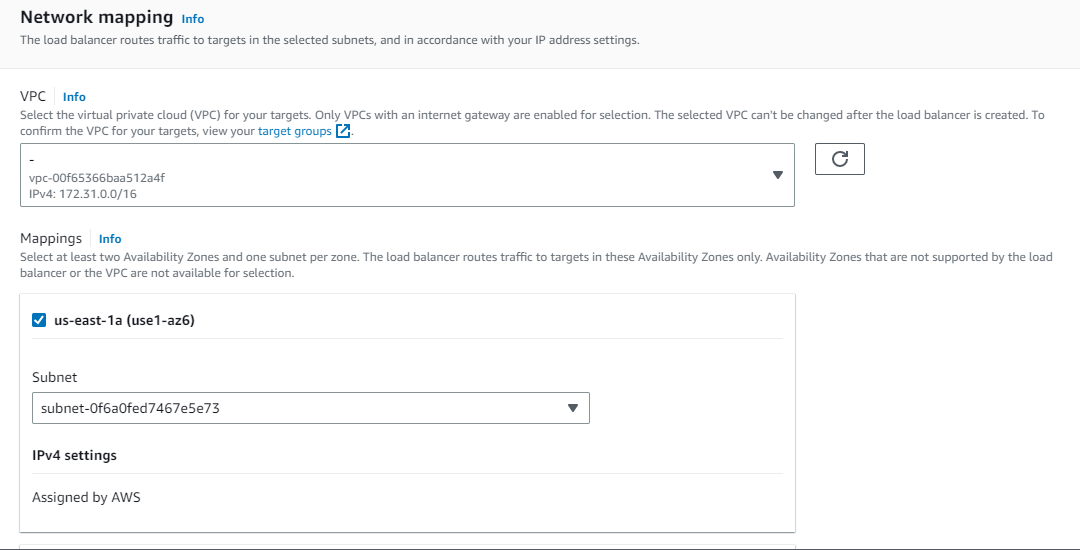 Network mapping Info
The load balancer routes traffic to targets in the selected subnets, and in accordance with your IP address settings.
VPC Info
Select the virtual private cloud (VPC) for your targets. Only VPCs with an internet gateway are enabled for selection. The selected VPC can't be changed after the load balancer is created. To
confirm the VPC for your targets, view your target groups.
-
vpc-00f65366baa512a4f
IPv4: 172.31.0.0/16
Mappings Info
Select at least two Availability Zones and one subnet per zone. The load balancer routes traffic to targets in these Availability Zones only. Availability Zones that are not supported by the load
balancer or the VPC are not available for selection.
us-east-1a (use1-az6)
Subnet
subnet-0f6a0fed7467e5e73
IPv4 settings
Assigned by AWS